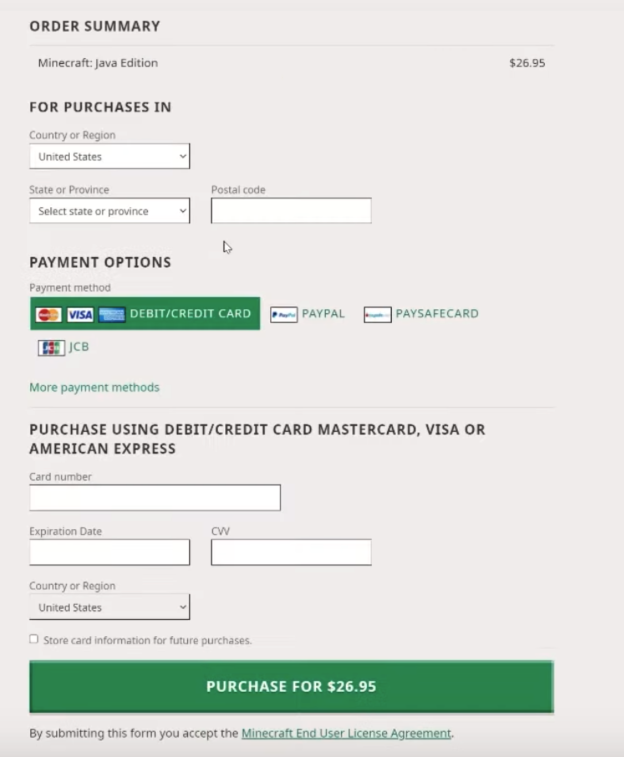 ORDER SUMMARY
Minecraft: Java Edition $26.95
FOR PURCHASES IN
Country or Region
United States
State or Province Postal code
Select state or province
PAYMENT OPTIONS
Payment method
VISA DEBIT/CREDIT CARD PayPal PAYPAL PAYSAFECARD
JCB JCB
More payment methods
PURCHASE USING DEBIT/CREDIT CARD MASTERCARD, VISA OR
AMERICAN EXPRESS
Card number
Expiration Date CVV
Country or Region
United States
Store card information for future purchases.
PURCHASE FOR $26.95
By submitting this form you accept the Minecraft End User License Agreement.